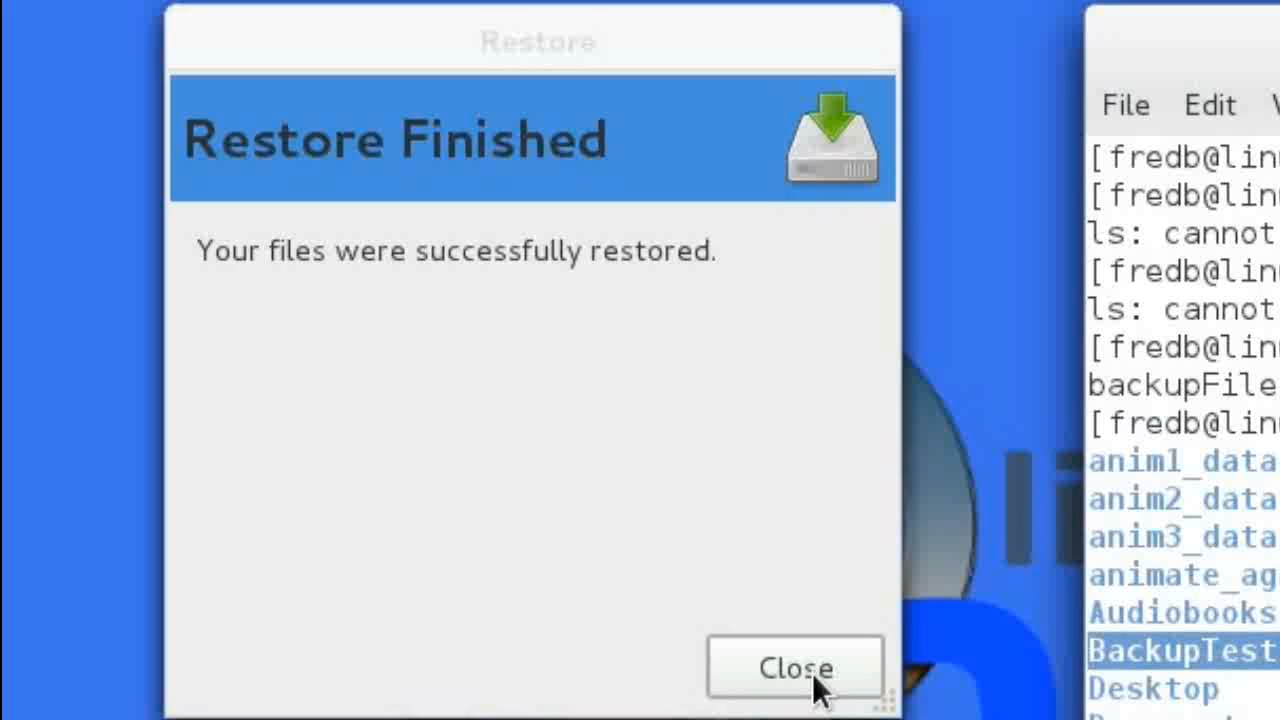 Restore
Restore Finished
Your files were successfully restored.
Close
File Edit
[fredb@lin
[fredb@lin
ls: cannot
[fredb@lin
ls: cannot
[fredb@lin
backupFile
[fredb@lin
anim1_data
anim2_data
anim3_data
animate_ag
Audiobooks
BackupTest
Desktop